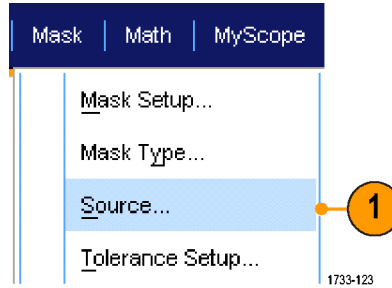 Mask | Math | MyScope
Mask Setup...
Mask Type...
Source...
1
Tolerance Setup...
1733-123